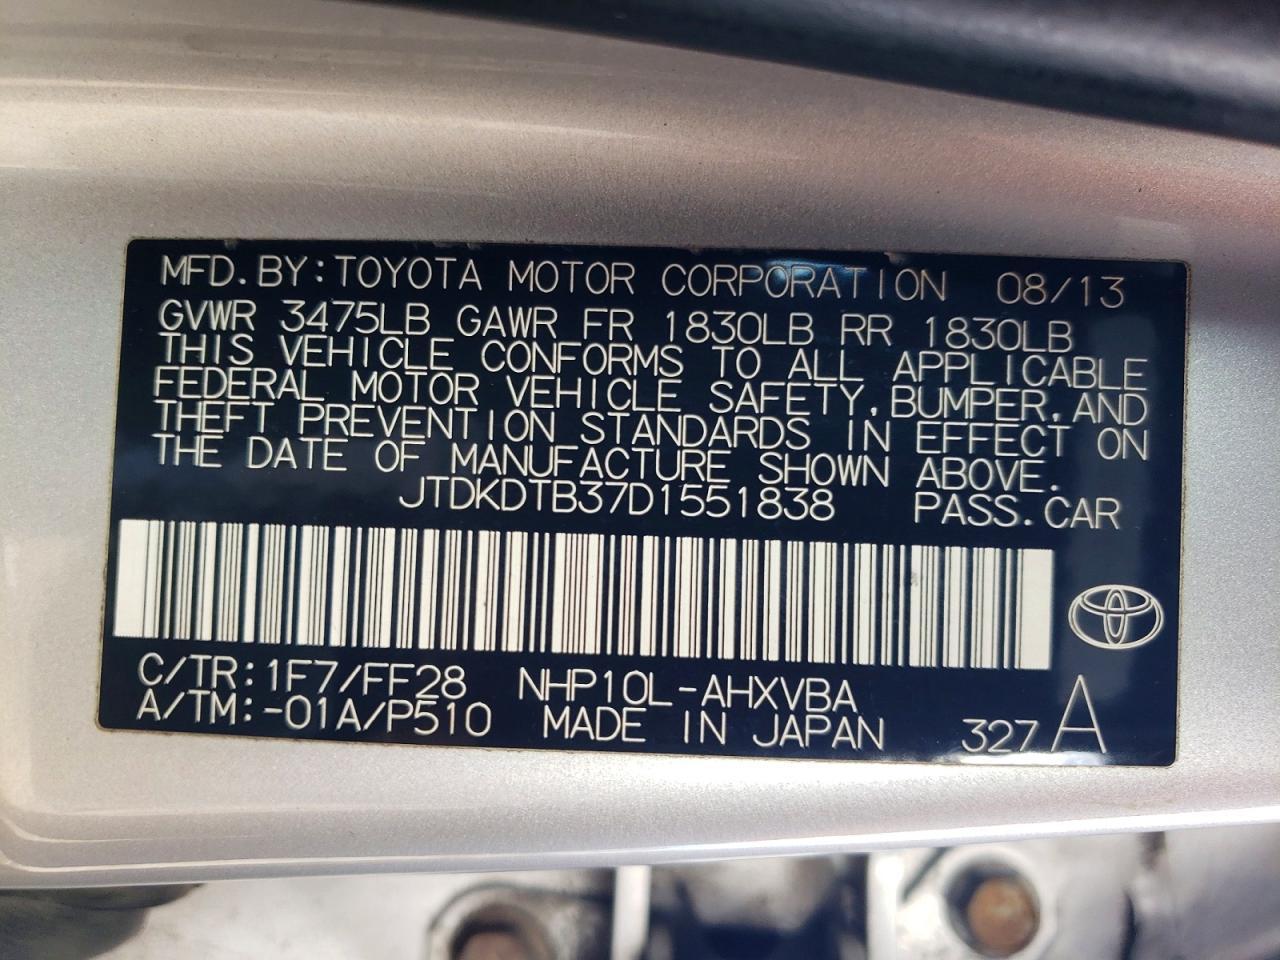 MFD.BY:TOYOTA MOTOR CORPORATION 08/13
GVWR 3475LB GAWR FR 1830LB RR 1830LB
THIS VEHICLE CONFORMS TO ALL APPLICABLE
FEDERAL MOTOR VEHICLE SAFETY,BUMPER,AND
THEFT PREVENTION STANDARDS IN EFFECT ON
THE DATE OF MANUFACTURE SHOWN ABOVE.
JTDKDTB37D1551838 PASS.CAR
C/TR:1F7/FF28 NHP10L-AHXVBA
A/TM:-01A/P510 MADE IN JAPAN 327 A